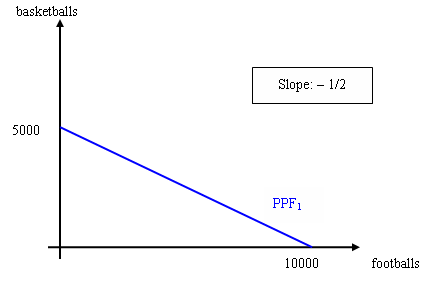 basketballs
Slope: – 1/2
5000
PPF₁
10000
footballs